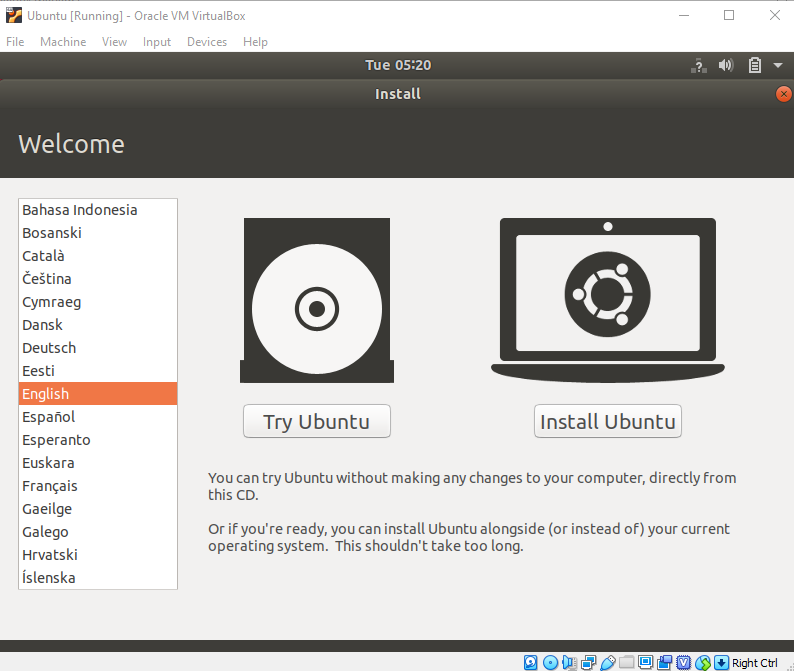 Ubuntu [Running] - Oracle VM VirtualBox
File Machine View Input Devices Help
Tue 05:20
Install
Welcome
Bahasa Indonesia
Bosanski
Català
Čeština
Cymraeg
Dansk
Deutsch
Eesti
English
Español
Esperanto
Euskara
Français
Gaeilge
Galego
Hrvatski
Íslenska
Try Ubuntu
Install Ubuntu
You can try Ubuntu without making any changes to your computer, directly from
this CD.
Or if you're ready, you can install Ubuntu alongside (or instead of) your current
operating system.  This shouldn't take too long.
Right Ctrl